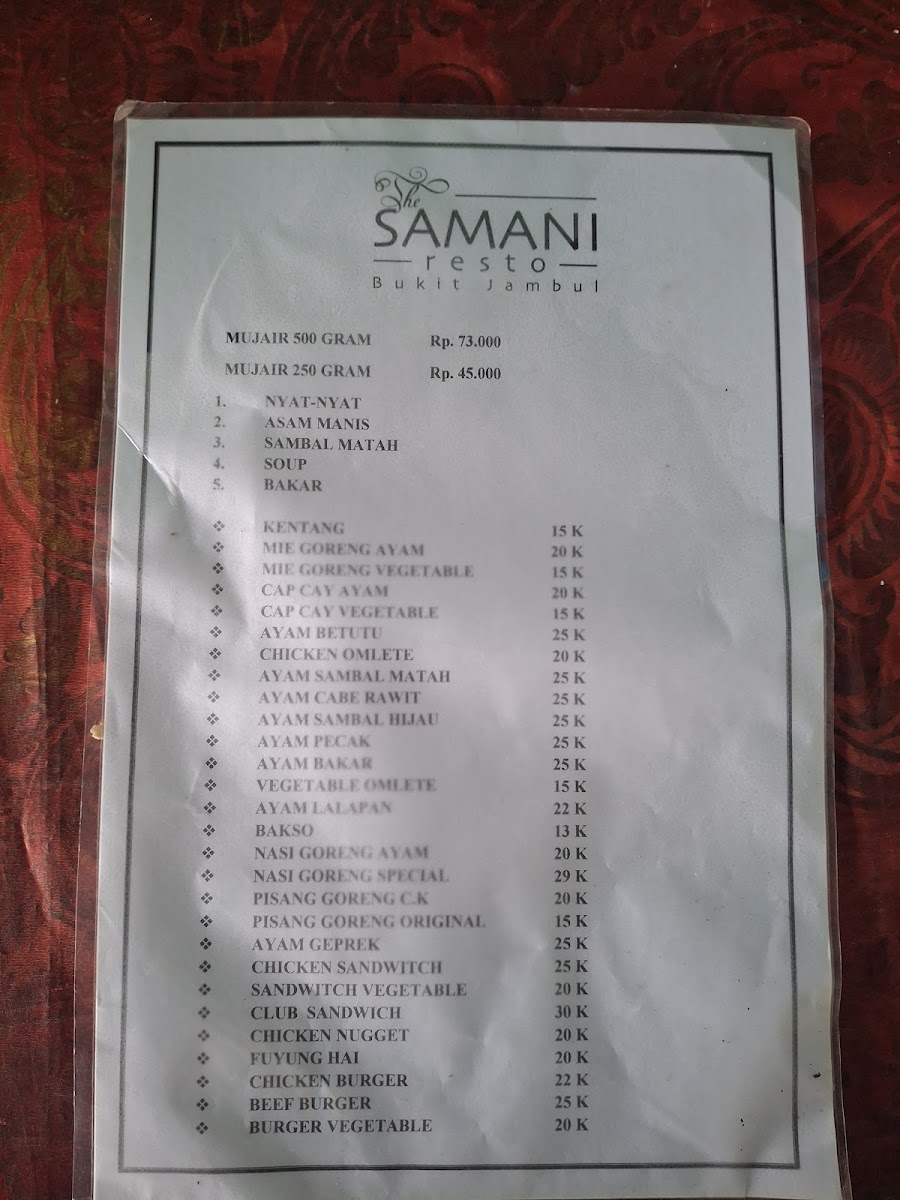 The
SAMANI
resto
Bukit Jambul
MUJAIR 500 GRAM Rp. 73.000
MUJAIR 250 GRAM Rp. 45.000
1. NYAT-NYAT
2. ASAM MANIS
3. SAMBAL MATAH
4. SOUP
5. BAKAR
❖ KENTANG 15 K
❖ MIE GORENG AYAM 20 K
❖ MIE GORENG VEGETABLE 15 K
❖ CAP CAY AYAM 20 K
❖ CAP CAY VEGETABLE 15 K
❖ AYAM BETUTU 25 K
❖ CHICKEN OMLETE 20 K
❖ AYAM SAMBAL MATAH 25 K
❖ AYAM CABE RAWIT 25 K
❖ AYAM SAMBAL HIJAU 25 K
❖ AYAM PECAK 25 K
❖ AYAM BAKAR 25 K
❖ VEGETABLE OMLETE 15 K
❖ AYAM LALAPAN 22 K
❖ BAKSO 13 K
❖ NASI GORENG AYAM 20 K
❖ NASI GORENG SPECIAL 29 K
❖ PISANG GORENG C.K 20 K
❖ PISANG GORENG ORIGINAL 15 K
❖ AYAM GEPREK 25 K
❖ CHICKEN SANDWITCH 25 K
❖ SANDWITCH VEGETABLE 20 K
❖ CLUB SANDWICH 30 K
❖ CHICKEN NUGGET 20 K
❖ FUYUNG HAI 20 K
❖ CHICKEN BURGER 22 K
❖ BEEF BURGER 25 K
❖ BURGER VEGETABLE 20 K